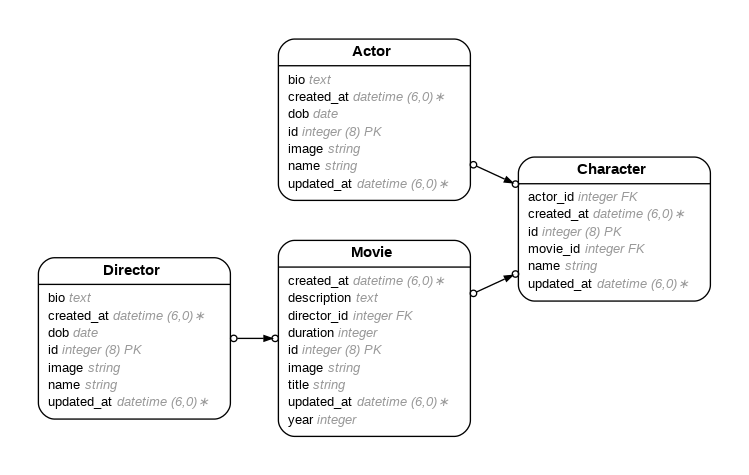 Actor
bio text
created_at datetime (6,0)∗
dob date
id integer (8) PK
image string
name string
updated_at datetime (6,0)∗
Character
actor_id integer FK
created_at datetime (6,0)∗
id integer (8) PK
movie_id integer FK
name string
updated_at datetime (6,0)∗
Movie
created_at datetime (6,0)∗
description text
director_id integer FK
duration integer
id integer (8) PK
image string
title string
updated_at datetime (6,0)∗
year integer
Director
bio text
created_at datetime (6,0)∗
dob date
id integer (8) PK
image string
name string
updated_at datetime (6,0)∗